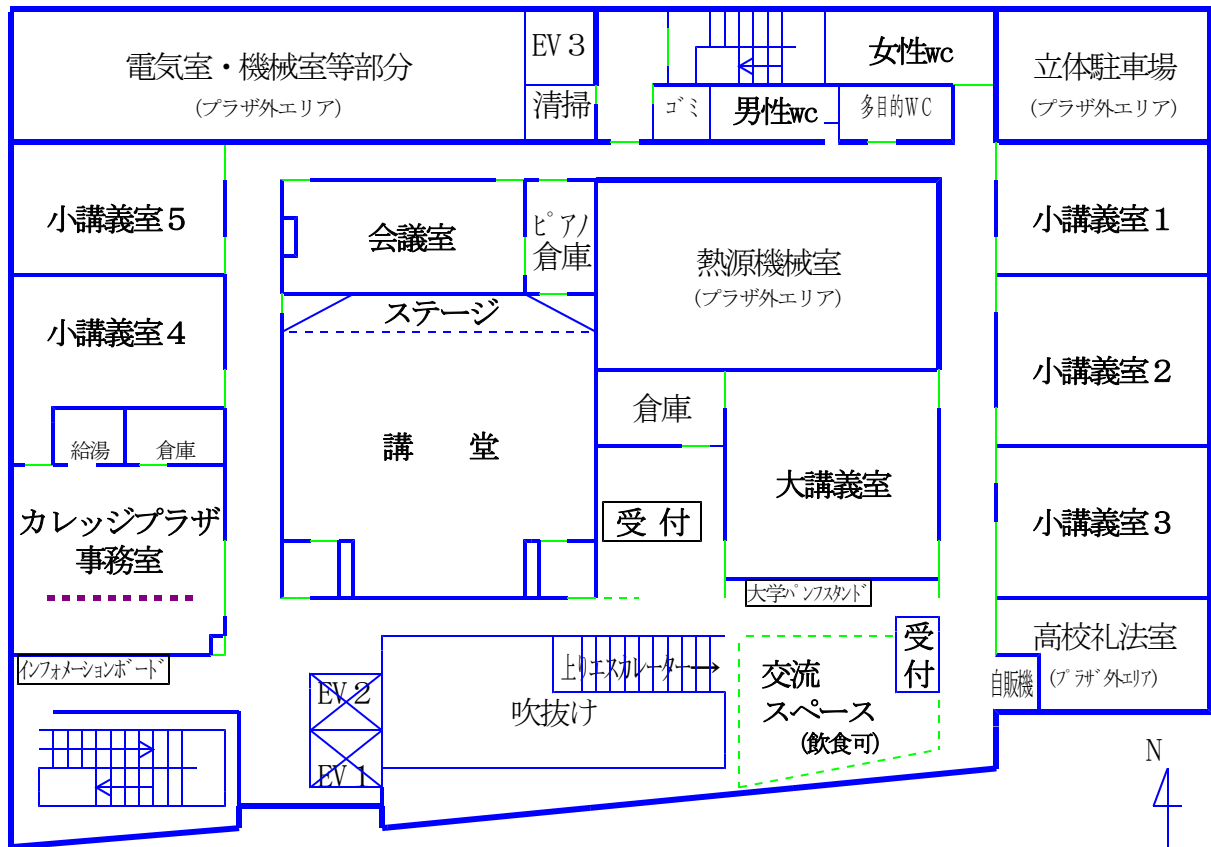 電気室・機械室等部分
(プラザ外エリア)
EV３
清掃
女性wc
ゴミ
男性wc
多目的WC
立体駐車場
(プラザ外エリア)
小講義室５
会議室
ピアノ
倉庫
熱源機械室
(プラザ外エリア)
小講義室１
ステージ
小講義室４
小講義室２
倉庫
講　堂
給湯
倉庫
大講義室
カレッジプラザ
事務室
受 付
小講義室３
大学パンフスタンド
インフォメーションボード
上りエスカレーター→
受
付
交流
スペース
(飲食可)
高校礼法室
(プラザ外エリア)
自販機
EV２
吹抜け
EV１
N